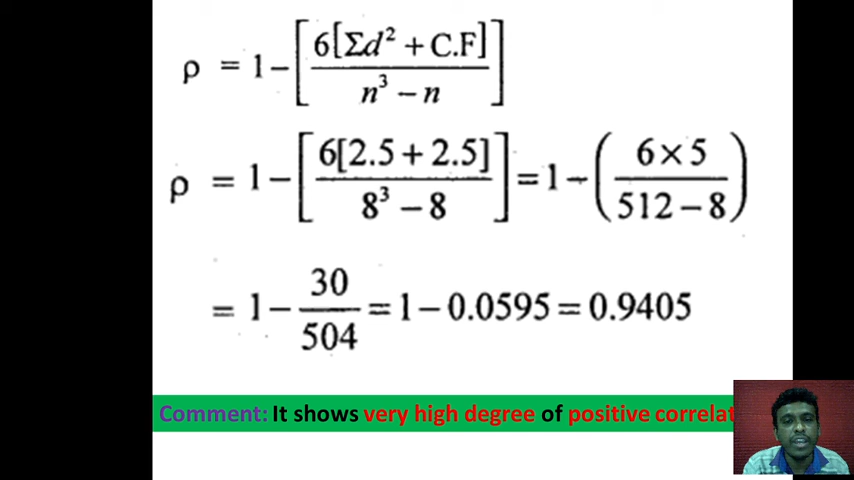 ρ = 1 − [ 6[Σd² + C.F] / n³ − n ]
ρ = 1 − [ 6[2.5 + 2.5] / 8³ − 8 ] = 1 − ( 6×5 / 512 − 8 )
= 1 − 30 / 504 = 1 − 0.0595 = 0.9405
Comment: It shows very high degree of positive correlat